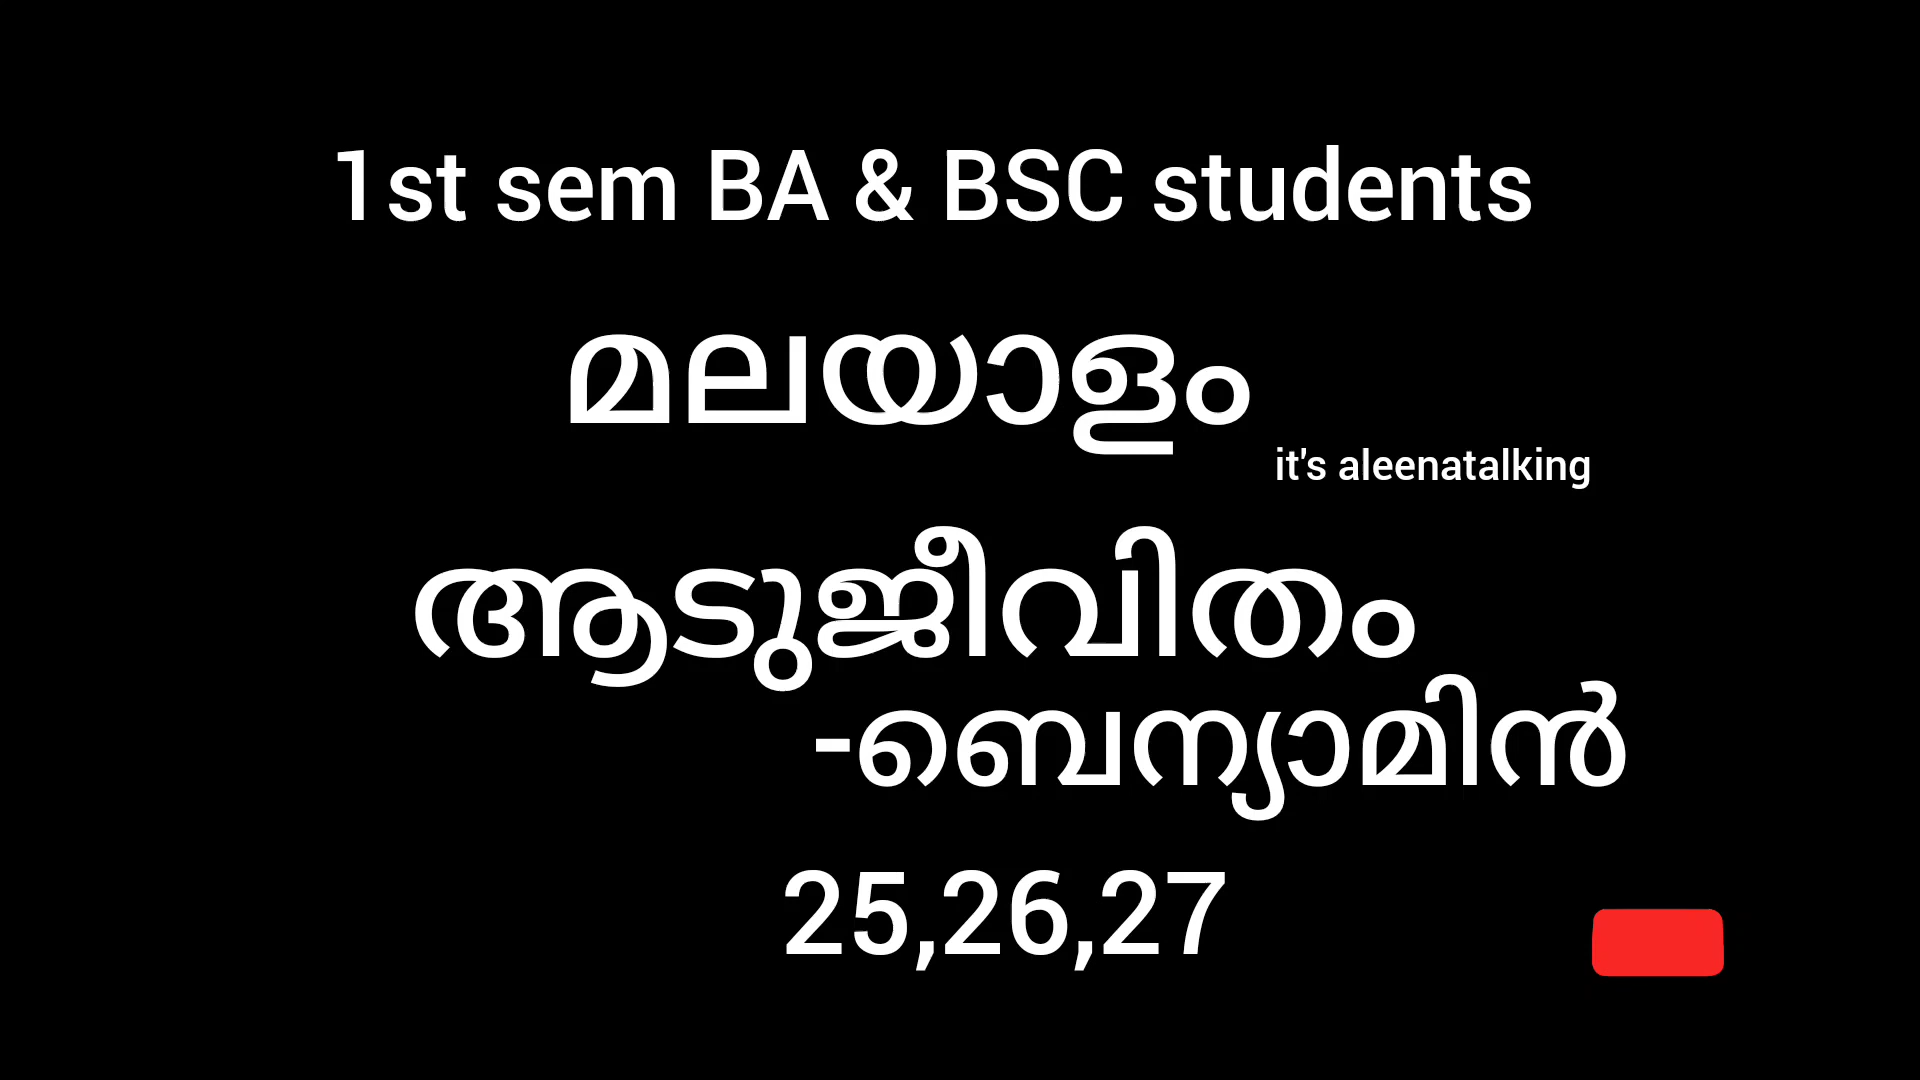 1st sem BA & BSC students
മലയാളം
it's aleenatalking
ആടുജീവിതം
-ബെന്യാമിൻ
25,26,27